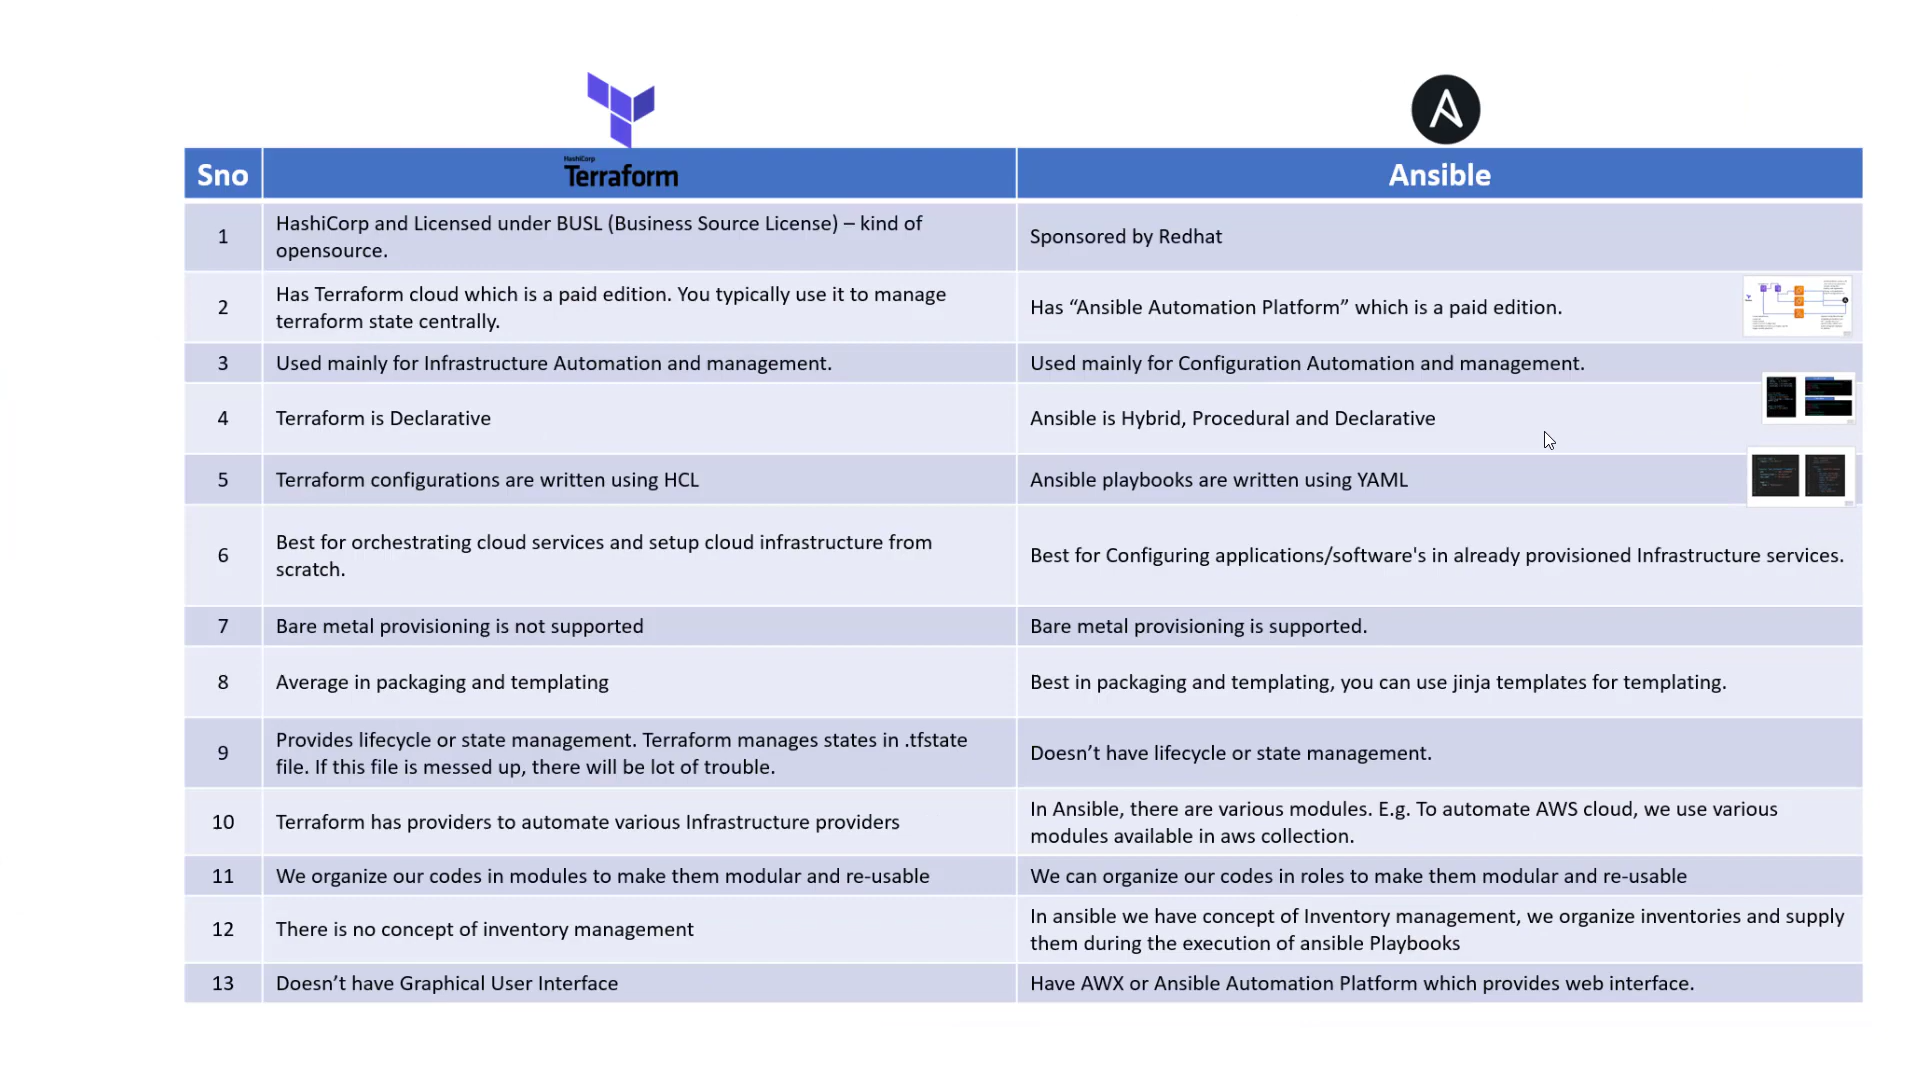 HashiCorp
Sno
Terraform
Ansible
1
HashiCorp and Licensed under BUSL (Business Source License) – kind of
opensource.
Sponsored by Redhat
2
Has Terraform cloud which is a paid edition. You typically use it to manage
terraform state centrally.
Has “Ansible Automation Platform” which is a paid edition.
3
Used mainly for Infrastructure Automation and management.
Used mainly for Configuration Automation and management.
4
Terraform is Declarative
Ansible is Hybrid, Procedural and Declarative
5
Terraform configurations are written using HCL
Ansible playbooks are written using YAML
6
Best for orchestrating cloud services and setup cloud infrastructure from
scratch.
Best for Configuring applications/software's in already provisioned Infrastructure services.
7
Bare metal provisioning is not supported
Bare metal provisioning is supported.
8
Average in packaging and templating
Best in packaging and templating, you can use jinja templates for templating.
9
Provides lifecycle or state management. Terraform manages states in .tfstate
file. If this file is messed up, there will be lot of trouble.
Doesn’t have lifecycle or state management.
10
Terraform has providers to automate various Infrastructure providers
In Ansible, there are various modules. E.g. To automate AWS cloud, we use various
modules available in aws collection.
11
We organize our codes in modules to make them modular and re-usable
We can organize our codes in roles to make them modular and re-usable
12
There is no concept of inventory management
In ansible we have concept of Inventory management, we organize inventories and supply
them during the execution of ansible Playbooks
13
Doesn’t have Graphical User Interface
Have AWX or Ansible Automation Platform which provides web interface.